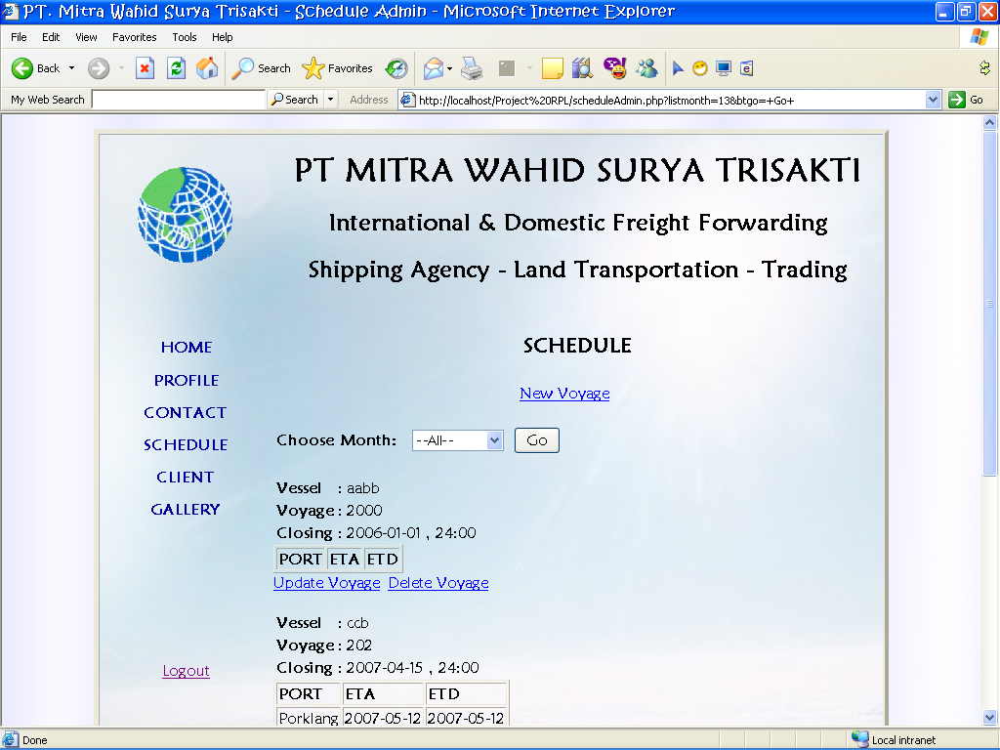 PT. Mitra Wahid Surya Trisakti - Schedule Admin - Microsoft Internet Explorer
File Edit View Favorites Tools Help
Back Search Favorites
My Web Search Search Address http://localhost/Project%20RPL/scheduleAdmin.php?listmonth=13&btgo=+Go+ Go
PT MITRA WAHID SURYA TRISAKTI
International & Domestic Freight Forwarding
Shipping Agency - Land Transportation - Trading
HOME
PROFILE
CONTACT
SCHEDULE
CLIENT
GALLERY
Logout
SCHEDULE
New Voyage
Choose Month: --All-- Go
Vessel : aabb
Voyage : 2000
Closing : 2006-01-01 , 24:00
PORT ETA ETD
Update Voyage Delete Voyage
Vessel : ccb
Voyage : 202
Closing : 2007-04-15 , 24:00
PORT ETA ETD
Porklang 2007-05-12 2007-05-12
Done Local intranet